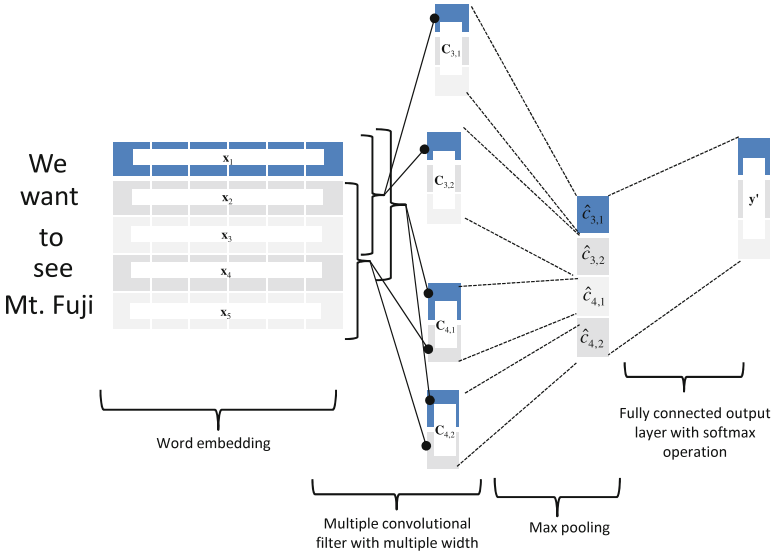 We
want
to
see
Mt. Fuji
x1
x2
x3
x4
x5
C3,1
C3,2
C4,1
C4,2
ĉ3,1
ĉ3,2
ĉ4,1
ĉ4,2
y'
Word embedding
Multiple convolutional
filter with multiple width
Max pooling
Fully connected output
layer with softmax
operation